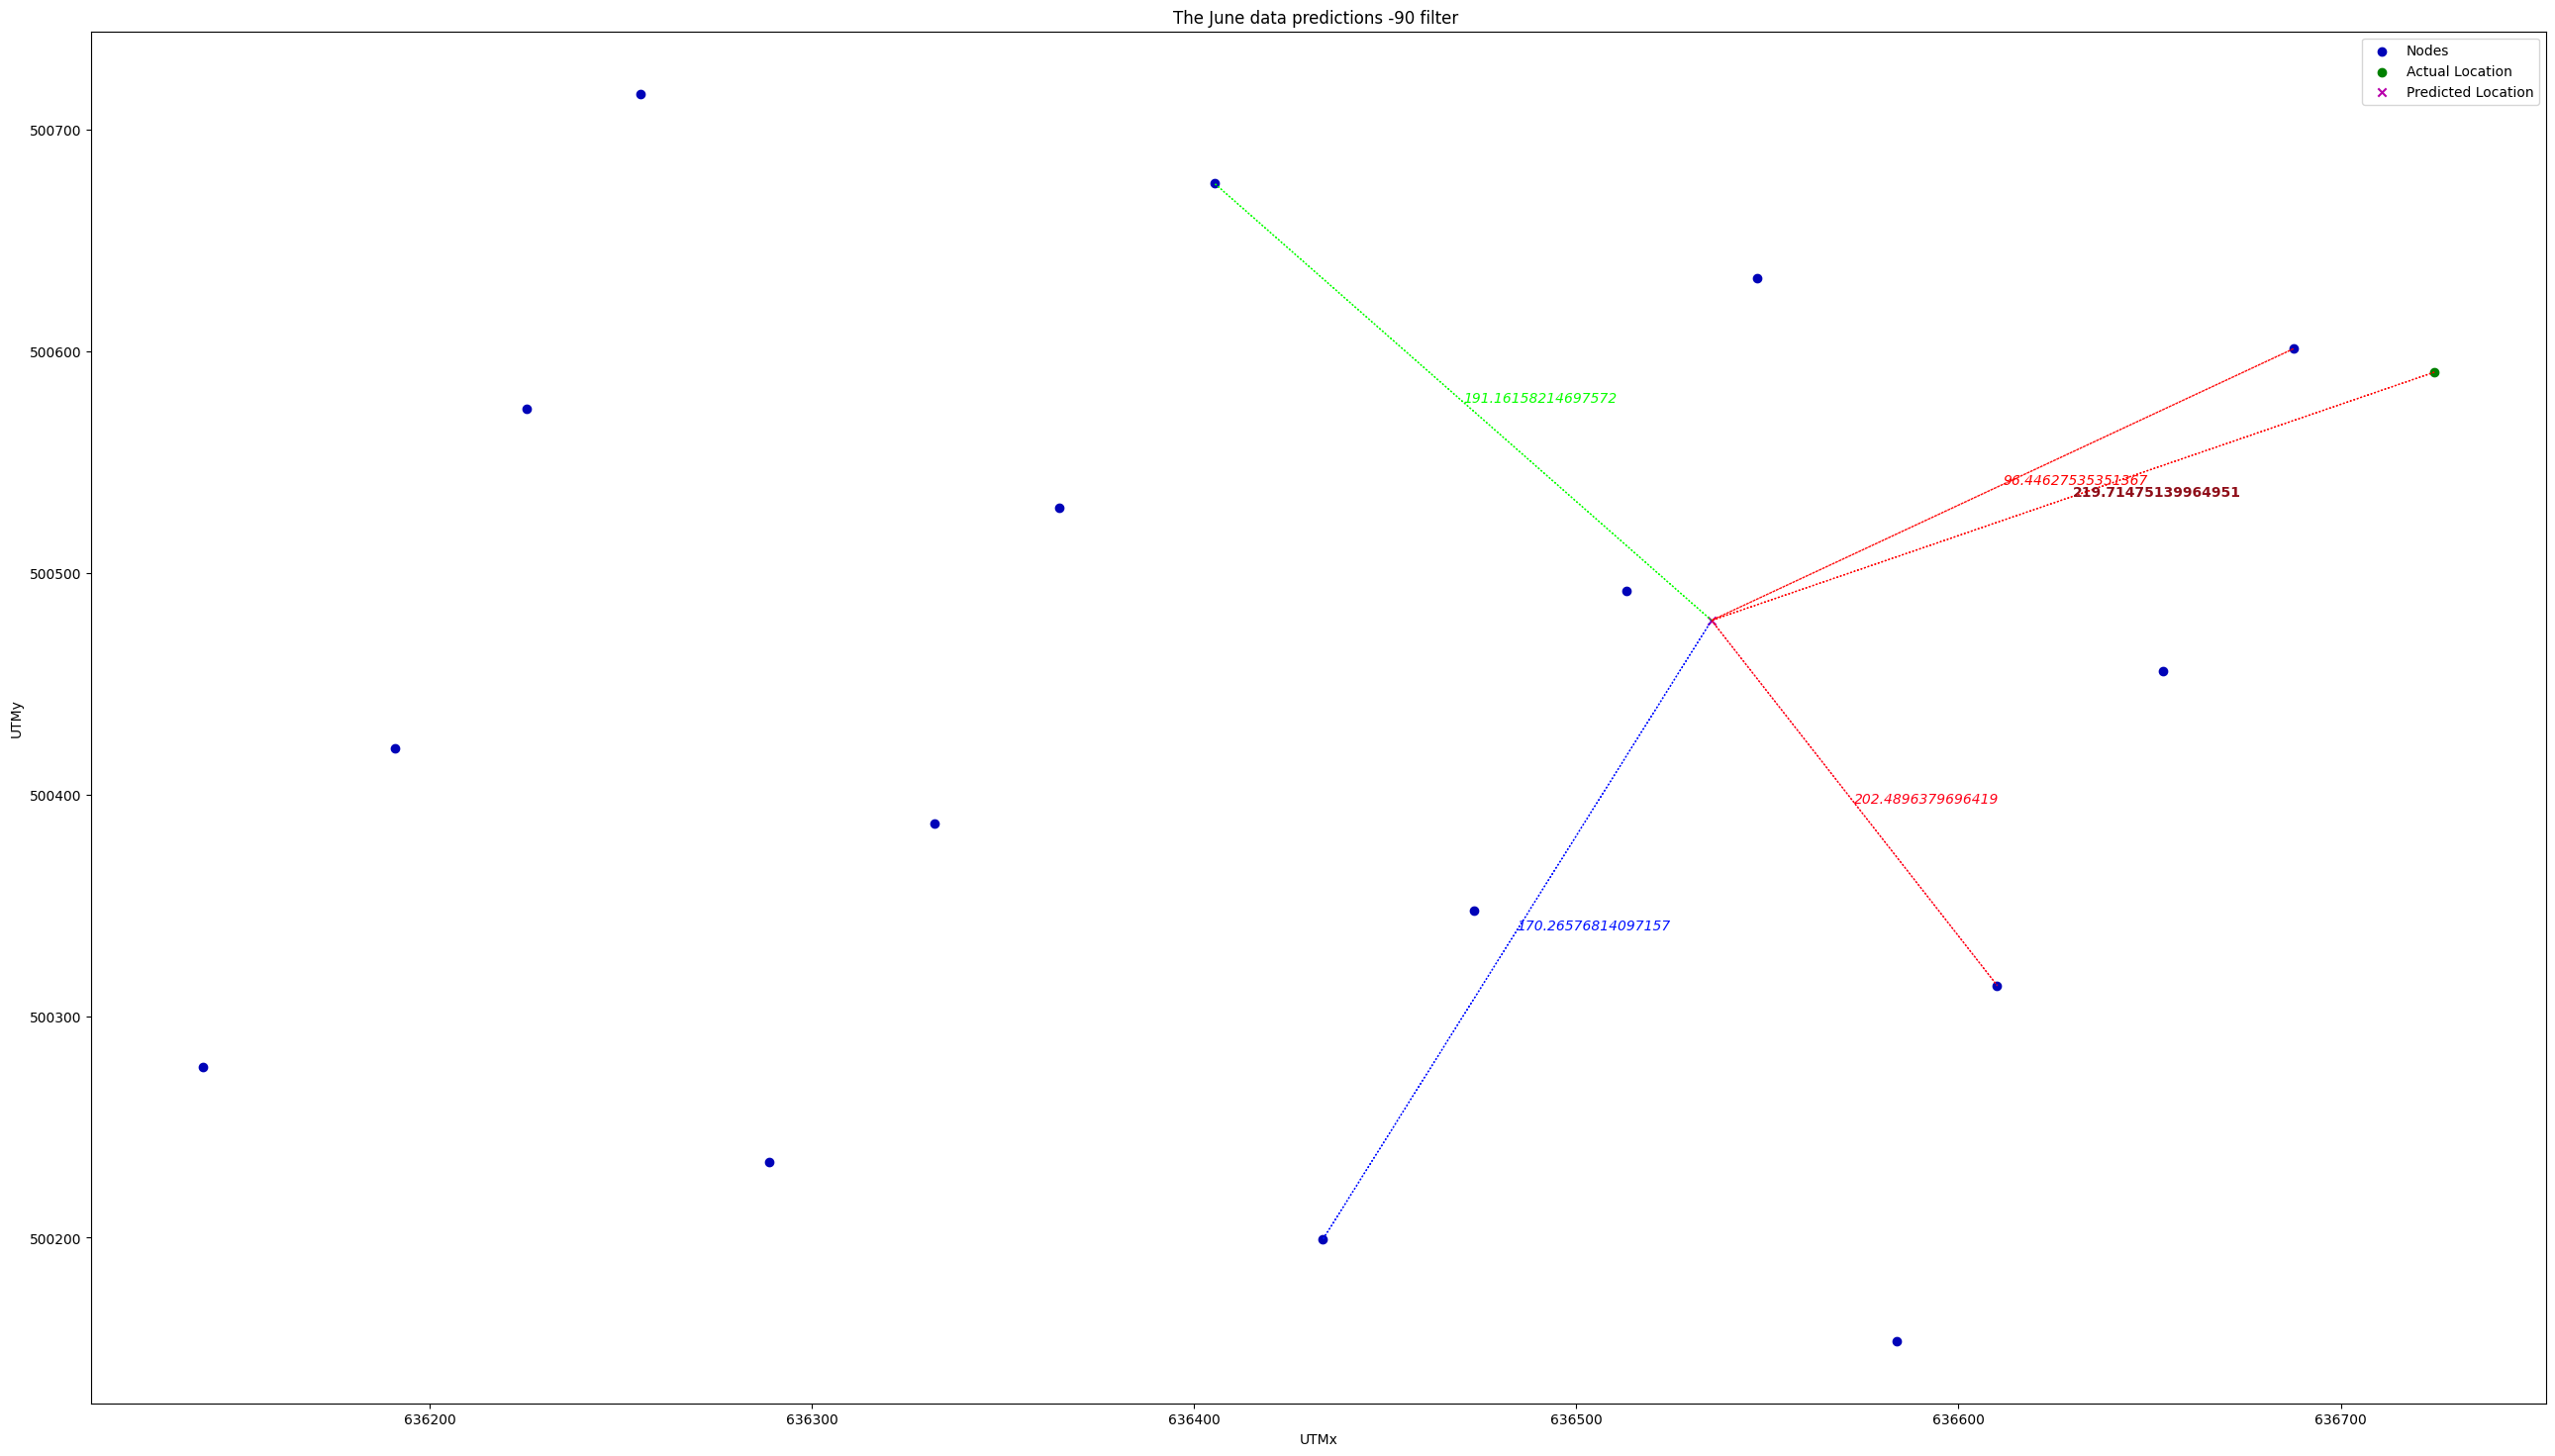 The June data predictions -90 filter
Nodes
Actual Location
Predicted Location
500700
500600
500500
500400
500300
500200
UTMy
191.16158214697572
96.44627535351367
219.71475139964951
202.4896379696419
170.26576814097157
636200
636300
636400
636500
636600
636700
UTMx